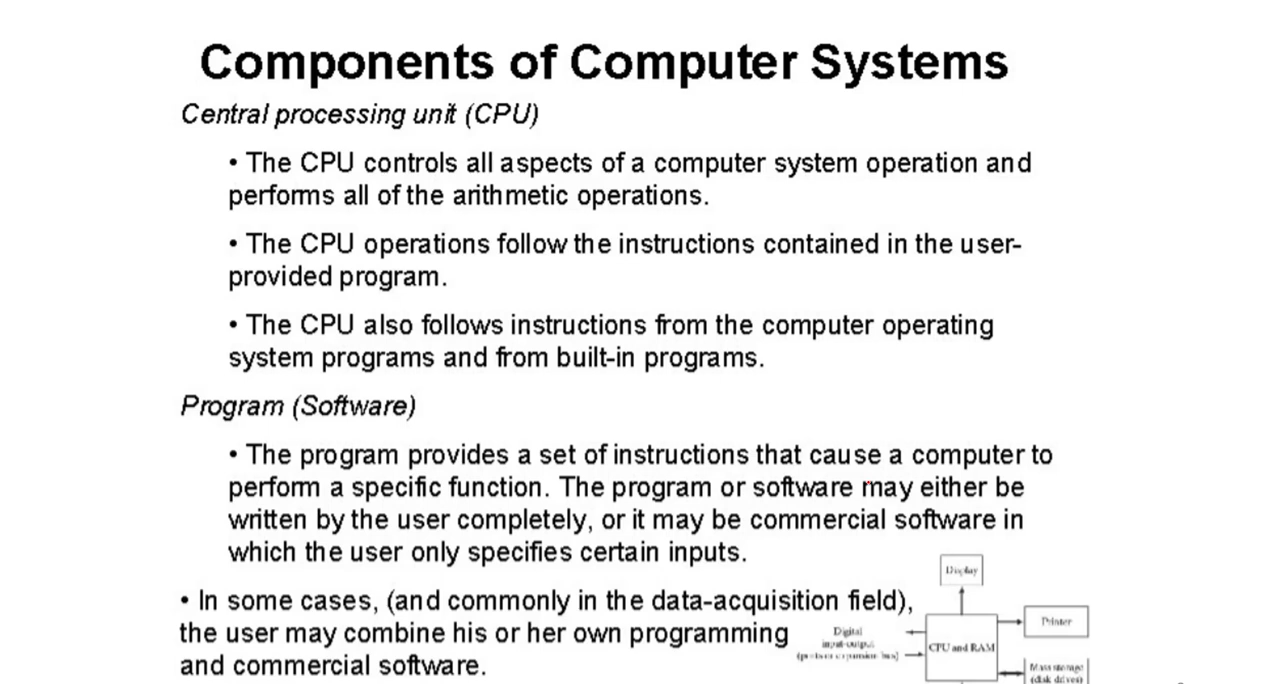 Components of Computer Systems
Central processing unit (CPU)
• The CPU controls all aspects of a computer system operation and
performs all of the arithmetic operations.
• The CPU operations follow the instructions contained in the user-
provided program.
• The CPU also follows instructions from the computer operating
system programs and from built-in programs.
Program (Software)
• The program provides a set of instructions that cause a computer to
perform a specific function. The program or software may either be
written by the user completely, or it may be commercial software in
which the user only specifies certain inputs.
• In some cases, (and commonly in the data-acquisition field),
the user may combine his or her own programming
and commercial software.
Display
Printer
Digital
input-output
CPU and RAM
Mass storage
(disk drives)